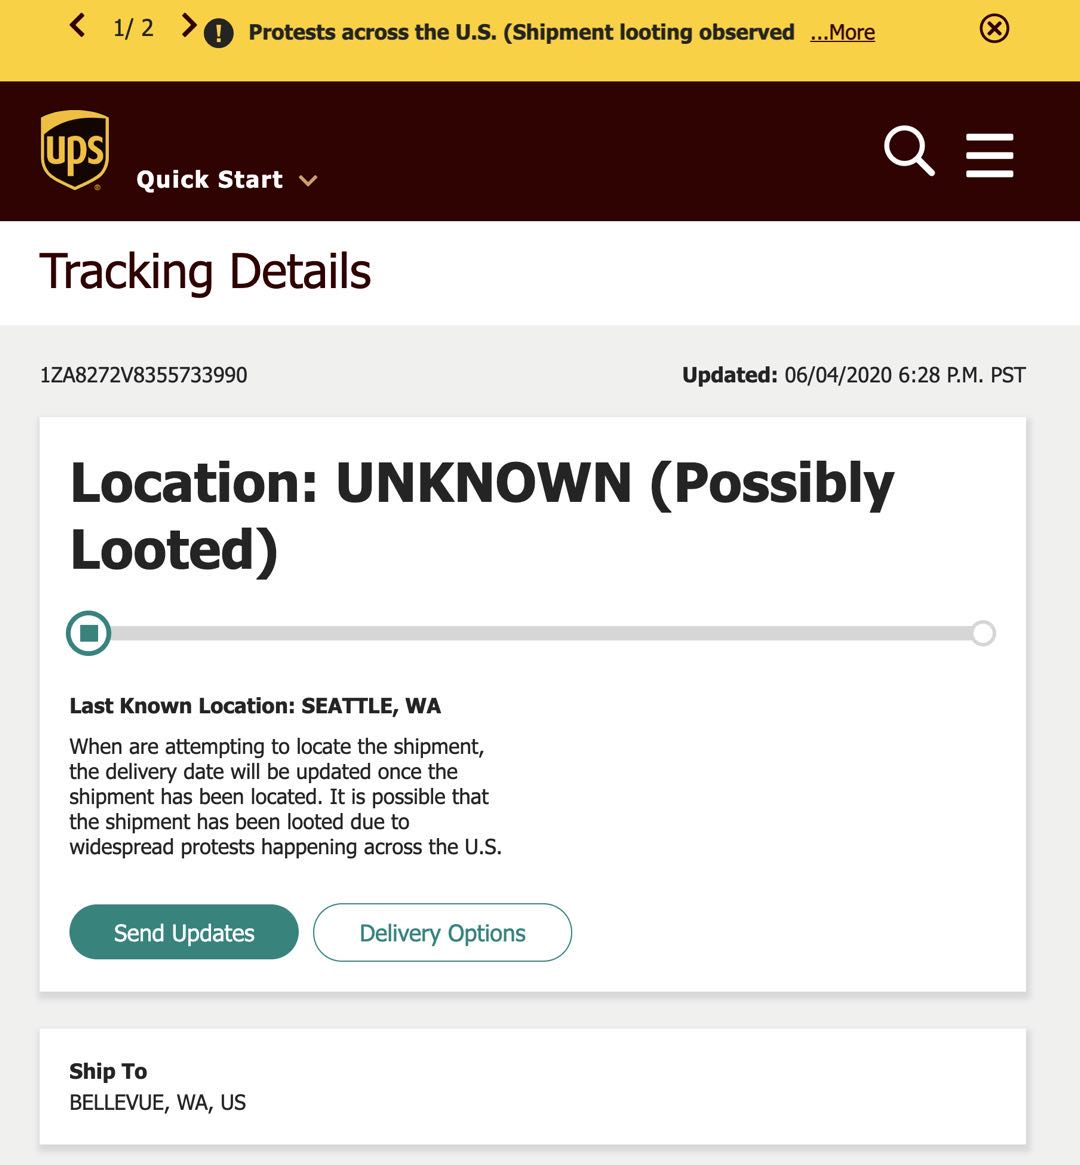 1/ 2 Protests across the U.S. (Shipment looting observed ...More
ups
Quick Start
Tracking Details
1ZA8272V8355733990 Updated: 06/04/2020 6:28 P.M. PST
Location: UNKNOWN (Possibly
Looted)
Last Known Location: SEATTLE, WA
When are attempting to locate the shipment,
the delivery date will be updated once the
shipment has been located. It is possible that
the shipment has been looted due to
widespread protests happening across the U.S.
Send Updates Delivery Options
Ship To
BELLEVUE, WA, US